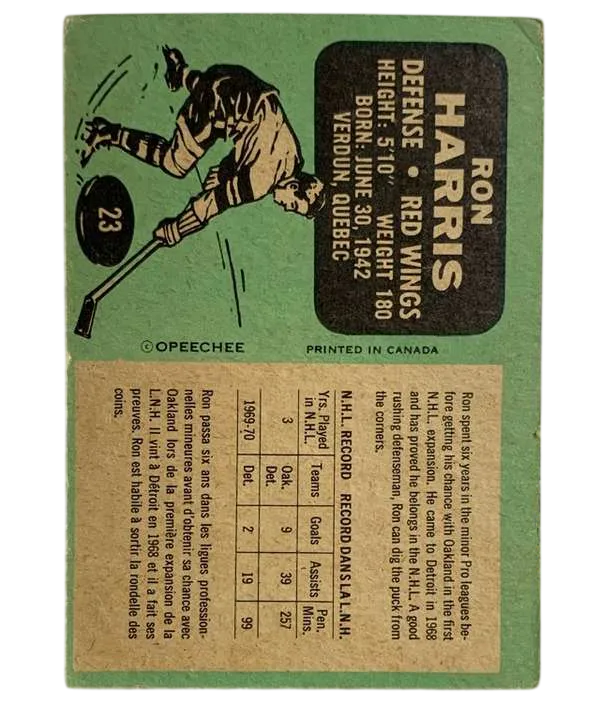 RON
HARRIS
DEFENSE • RED WINGS
HEIGHT: 5'10" WEIGHT 180
BORN: JUNE 30, 1942
VERDUN, QUEBEC
23
© OPEECHEE PRINTED IN CANADA
Ron spent six years in the minor Pro leagues be-
fore getting his chance with Oakland in the first
N.H.L. expansion. He came to Detroit in 1968
and has proved he belongs in the N.H.L. A good
rushing defenseman, Ron can dig the puck from
the corners.
N.H.L. RECORD RECORD DANS LA L.N.H.
Yrs. Played in N.H.L. Teams Goals Assists Pen. Mins.
3 Oak. Det. 9 39 257
1969-70 Det. 2 19 99
Ron passa six ans dans les ligues profession-
nelles mineures avant d'obtenir sa chance avec
Oakland lors de la première expansion de la
L.N.H. Il vint à Détroit en 1968 et il a fait ses
preuves. Ron est habile à sortir la rondelle des
coins.